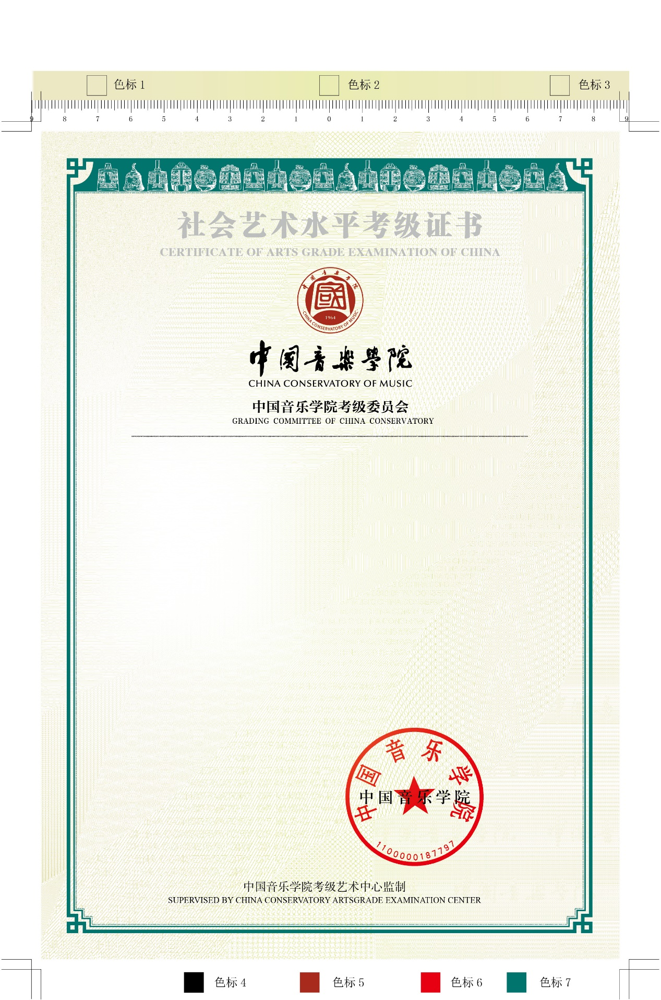 色标 1 色标 2 色标 3
9 8 7 6 5 4 3 2 1 0 1 2 3 4 5 6 7 8 9
社会艺术水平考级证书
CERTIFICATE OF ARTS GRADE EXAMINATION OF CHINA
中国音樂学院
國
1964
CHINA CONSERVATORY OF MUSIC
中國音樂學院
CHINA CONSERVATORY OF MUSIC
中国音乐学院考级委员会
GRADING COMMITTEE OF CHINA CONSERVATORY
中国音乐学院
中国音乐学院
1100000187797
中国音乐学院考级艺术中心监制
SUPERVISED BY CHINA CONSERVATORY ARTSGRADE EXAMINATION CENTER
色标 4 色标 5 色标 6 色标 7